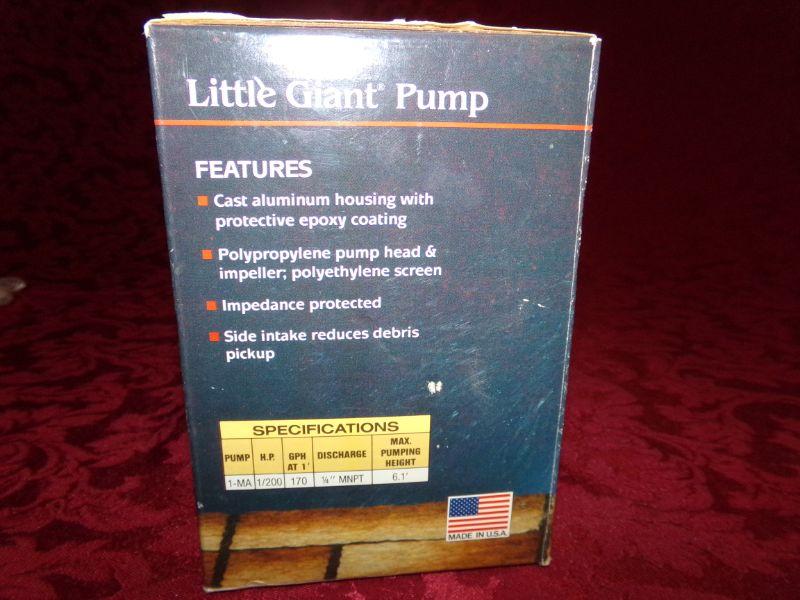 Little Giant® Pump
FEATURES
Cast aluminum housing with
protective epoxy coating
Polypropylene pump head &
impeller; polyethylene screen
Impedance protected
Side intake reduces debris
pickup
SPECIFICATIONS
PUMP H.P. GPH AT 1' DISCHARGE MAX. PUMPING HEIGHT
1-MA 1/200 170 ¼" MNPT 6.1'
MADE IN U.S.A.